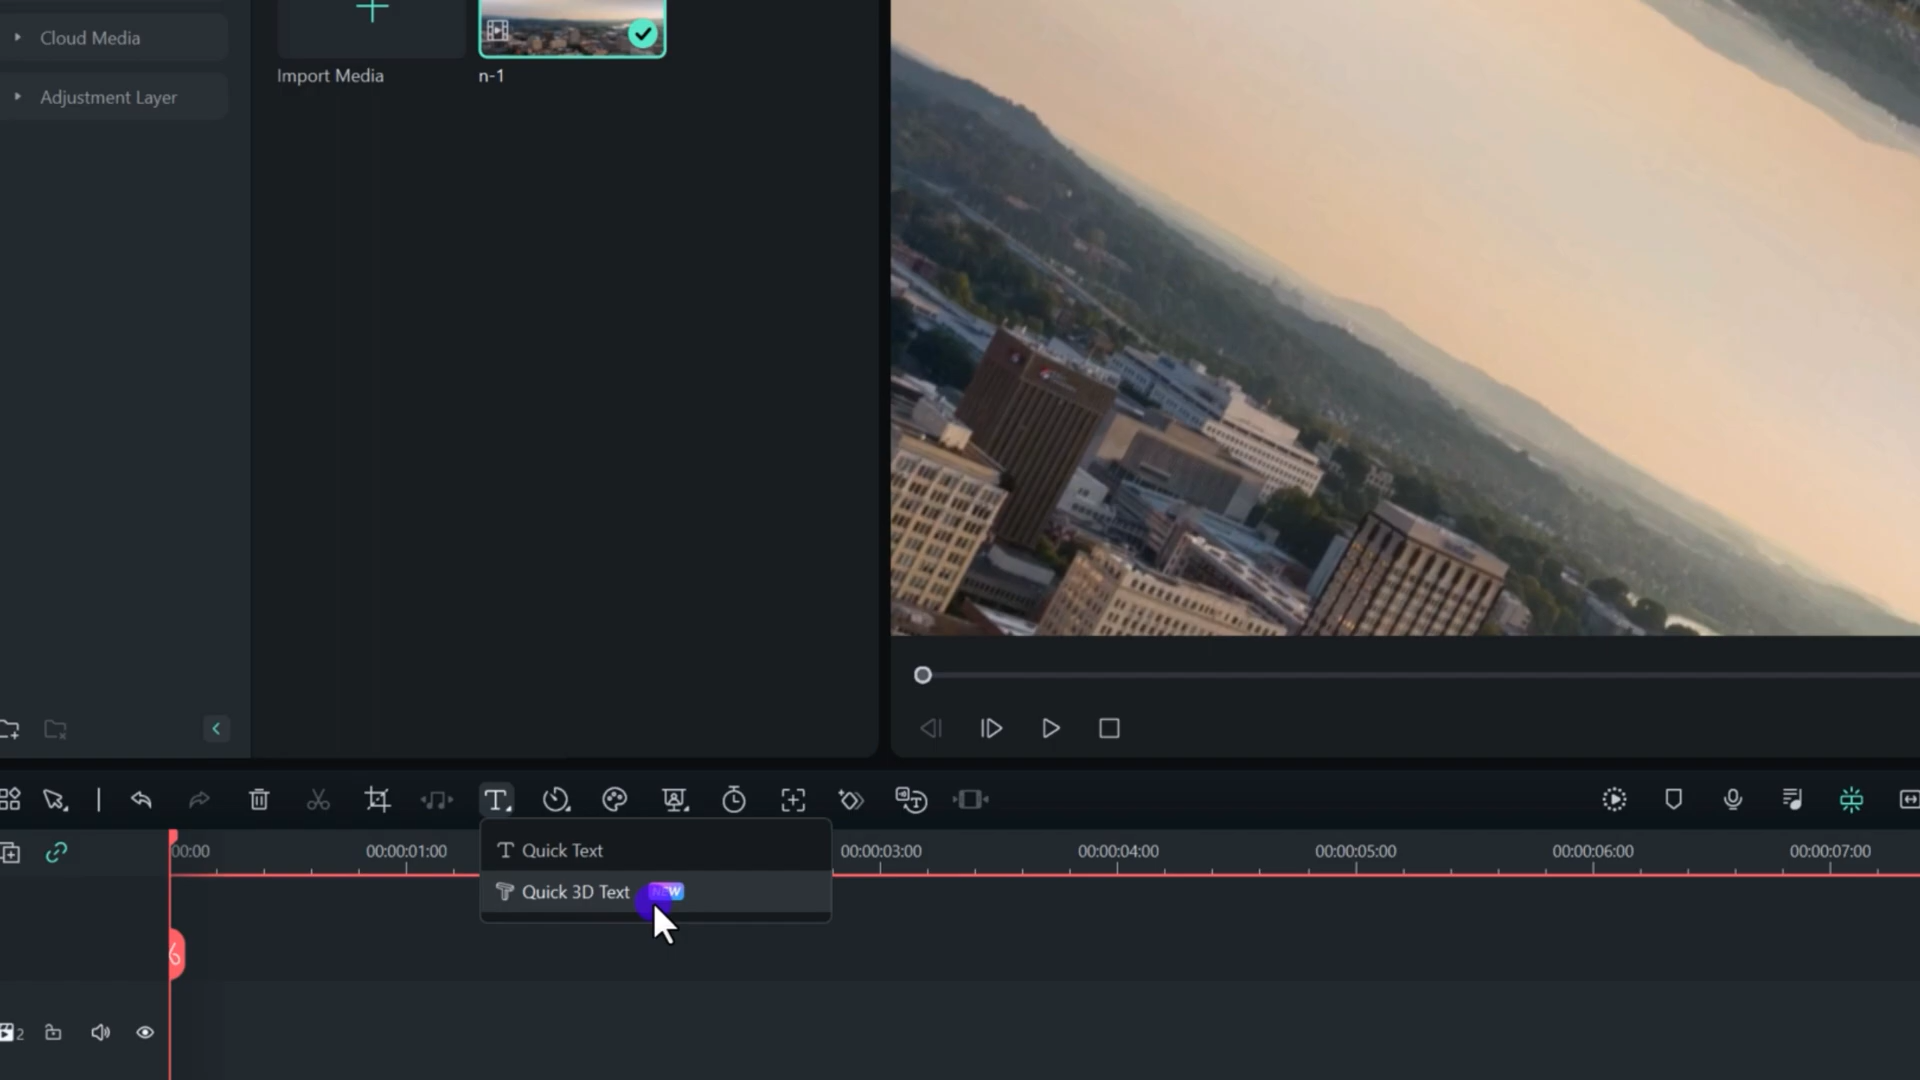 Cloud Media
Adjustment Layer
Import Media
n-1
00:00
00:00:01:00
00:00:03:00
00:00:04:00
00:00:05:00
00:00:06:00
00:00:07:00
Quick Text
Quick 3D Text NEW
2